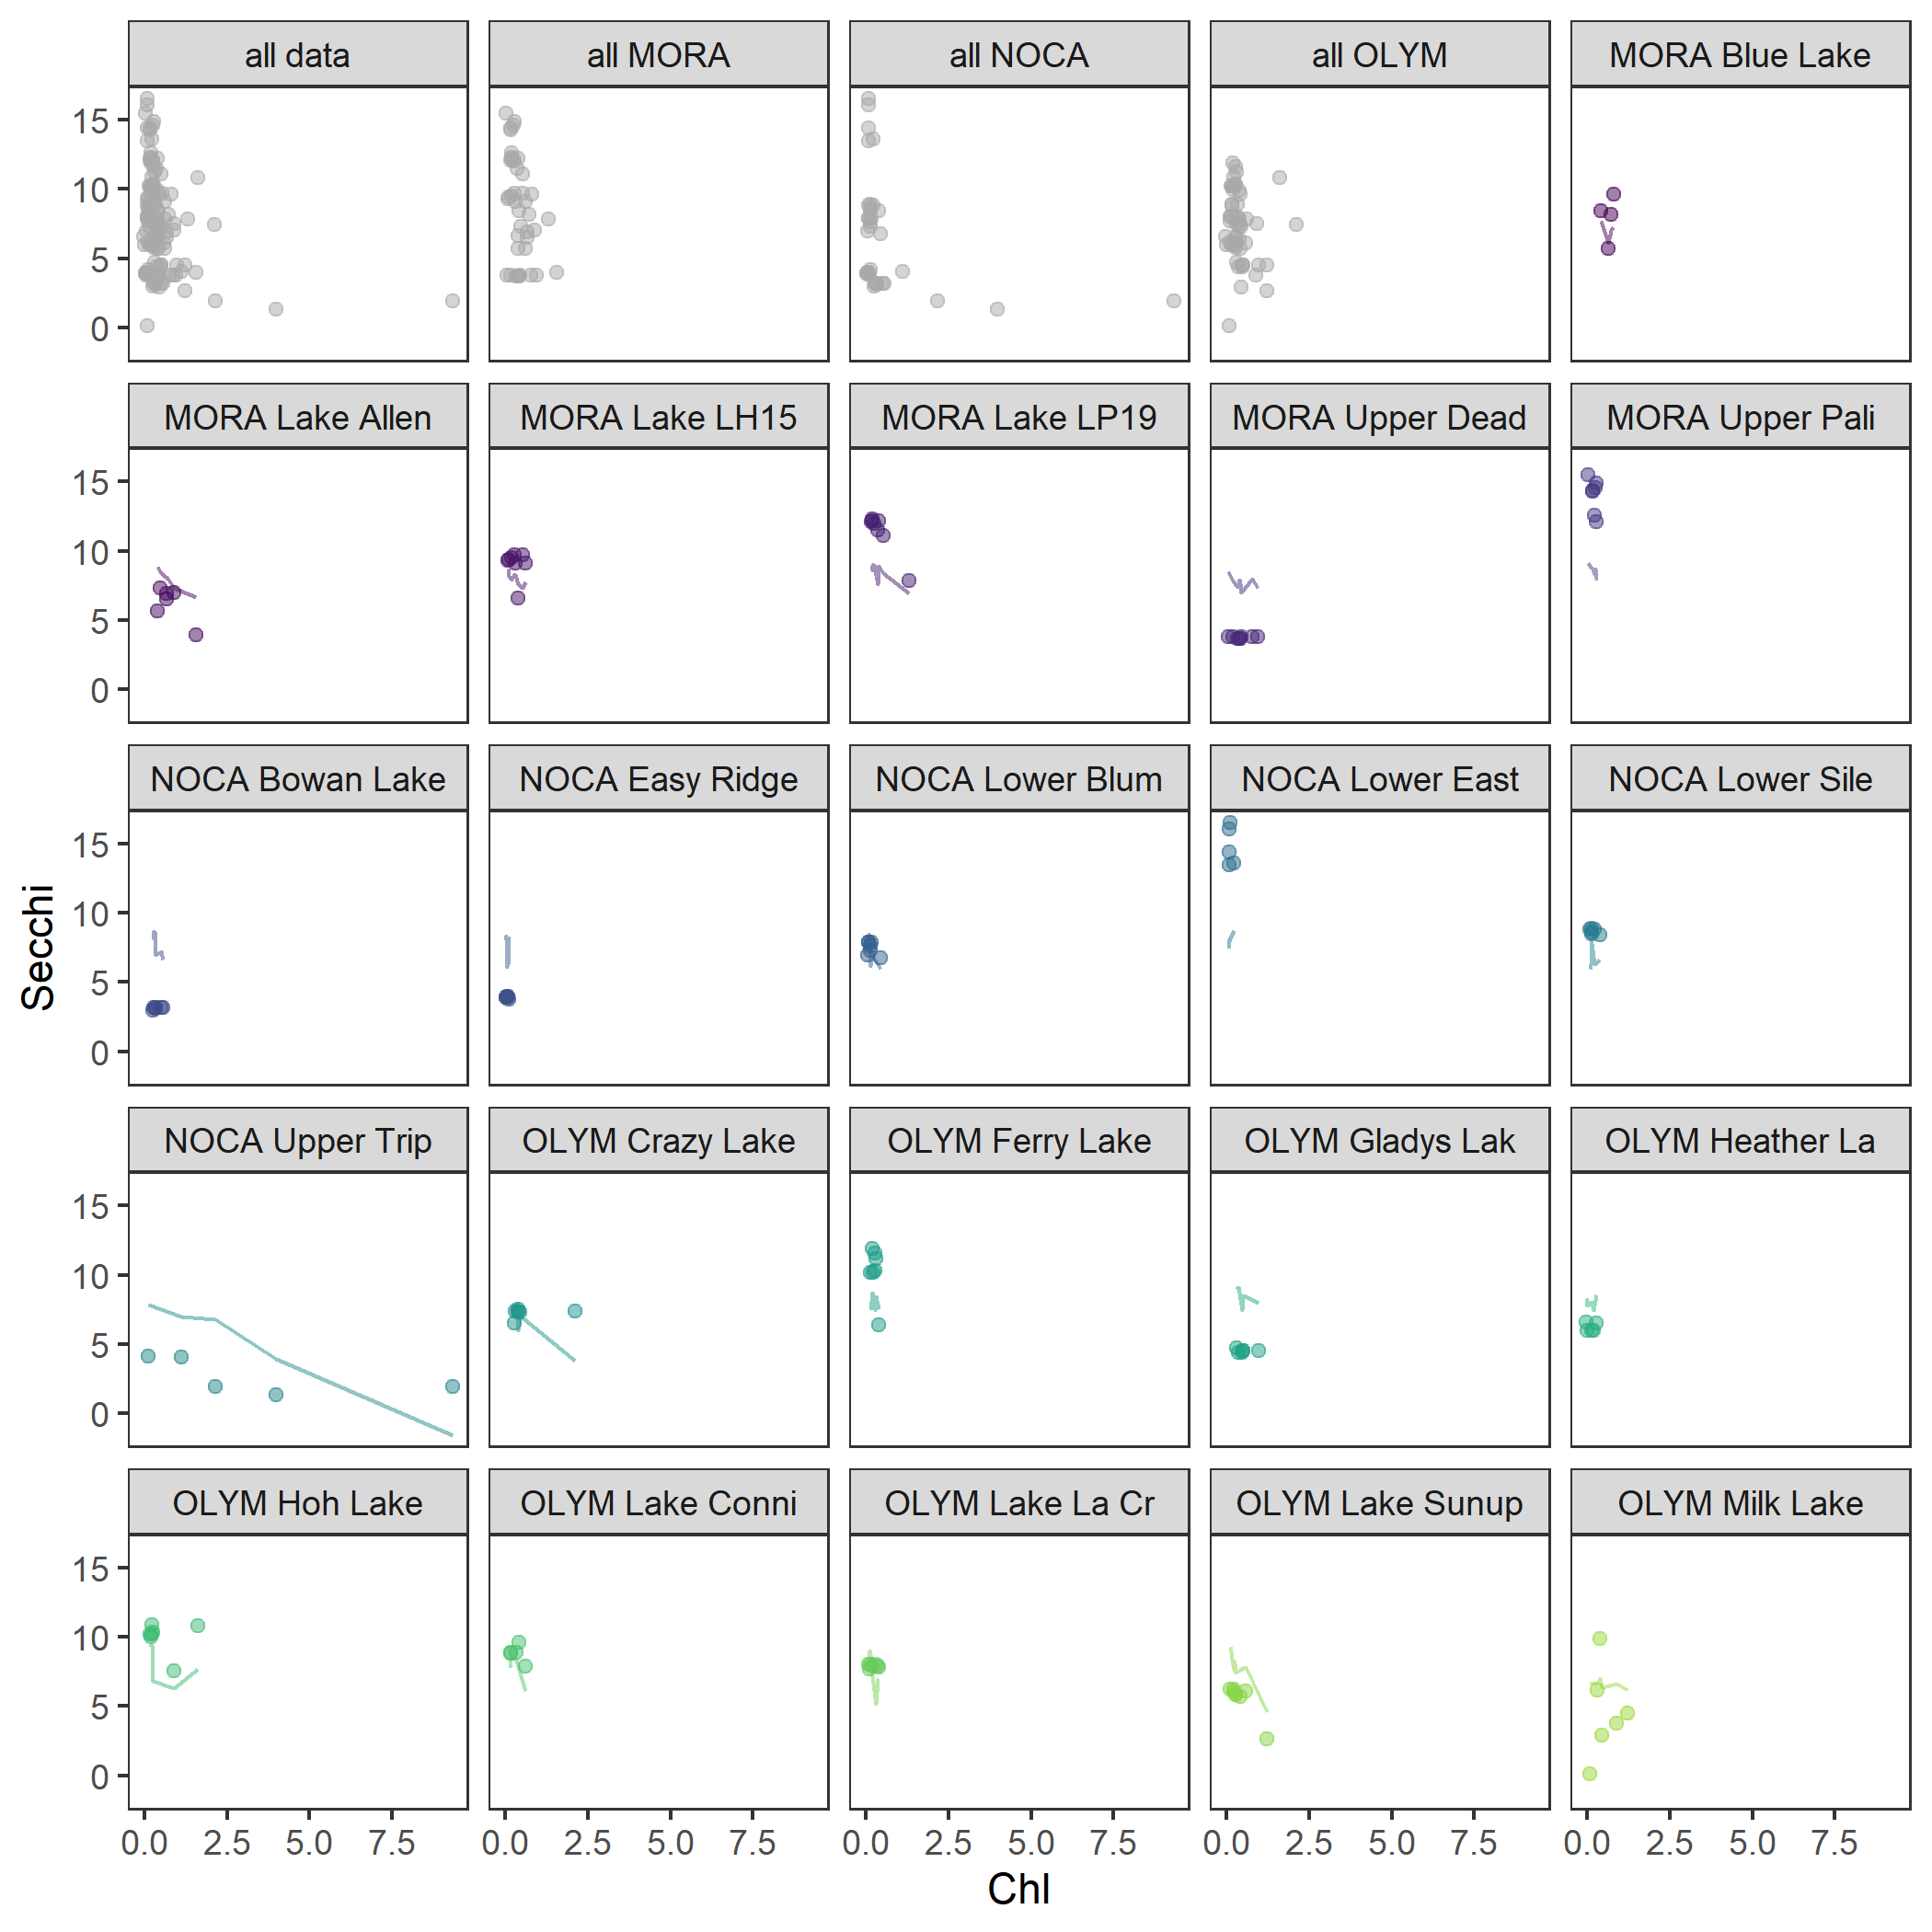 all data
all MORA
all NOCA
all OLYM
MORA Blue Lake
15
10
5
0
MORA Lake Allen
MORA Lake LH15
MORA Lake LP19
MORA Upper Dead
MORA Upper Pali
15
10
5
0
NOCA Bowan Lake
NOCA Easy Ridge
NOCA Lower Blum
NOCA Lower East
NOCA Lower Sile
15
10
5
0
Secchi
NOCA Upper Trip
OLYM Crazy Lake
OLYM Ferry Lake
OLYM Gladys Lak
OLYM Heather La
15
10
5
0
OLYM Hoh Lake
OLYM Lake Conni
OLYM Lake La Cr
OLYM Lake Sunup
OLYM Milk Lake
15
10
5
0
0.0 2.5 5.0 7.5
0.0 2.5 5.0 7.5
0.0 2.5 5.0 7.5
0.0 2.5 5.0 7.5
0.0 2.5 5.0 7.5
Chl